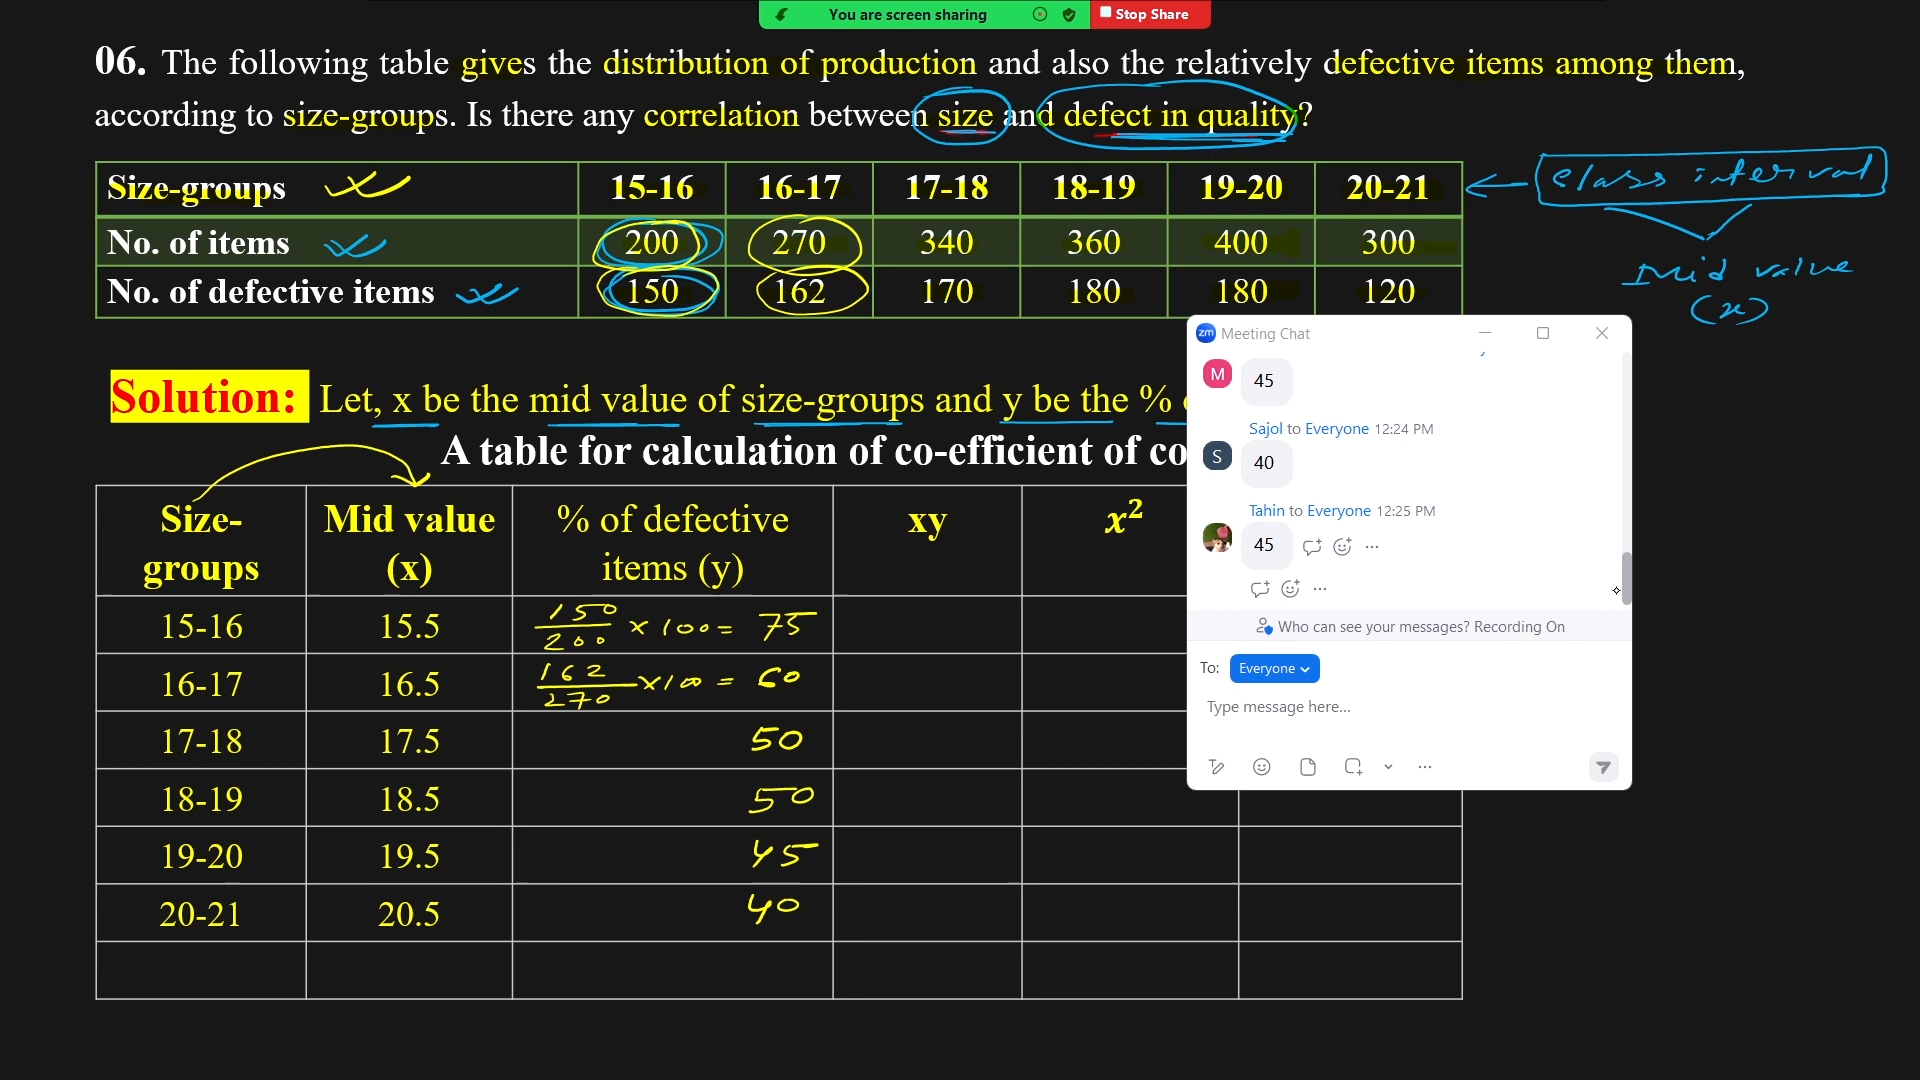 You are screen sharing Stop Share
06. The following table gives the distribution of production and also the relatively defective items among them,
according to size-groups. Is there any correlation between size and defect in quality?
Size-groups 15-16 16-17 17-18 18-19 19-20 20-21
No. of items 200 270 340 360 400 300
No. of defective items 150 162 170 180 180 120
class interval
Mid value
(x)
Solution: Let, x be the mid value of size-groups and y be the %
A table for calculation of co-efficient of co
Size-groups Mid value (x) % of defective items (y) xy x²
15-16 15.5 150/200 × 100 = 75
16-17 16.5 162/270 × 100 = 60
17-18 17.5 50
18-19 18.5 50
19-20 19.5 45
20-21 20.5 40
zm Meeting Chat
M 45
Sajol to Everyone 12:24 PM
S 40
Tahin to Everyone 12:25 PM
45
Who can see your messages? Recording On
To: Everyone
Type message here...